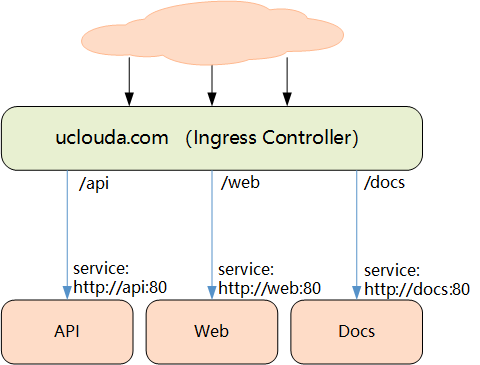 uclouda.com （Ingress Controller）
/api
/web
/docs
service:
http://api:80
service:
http://web:80
service:
http://docs:80
API
Web
Docs